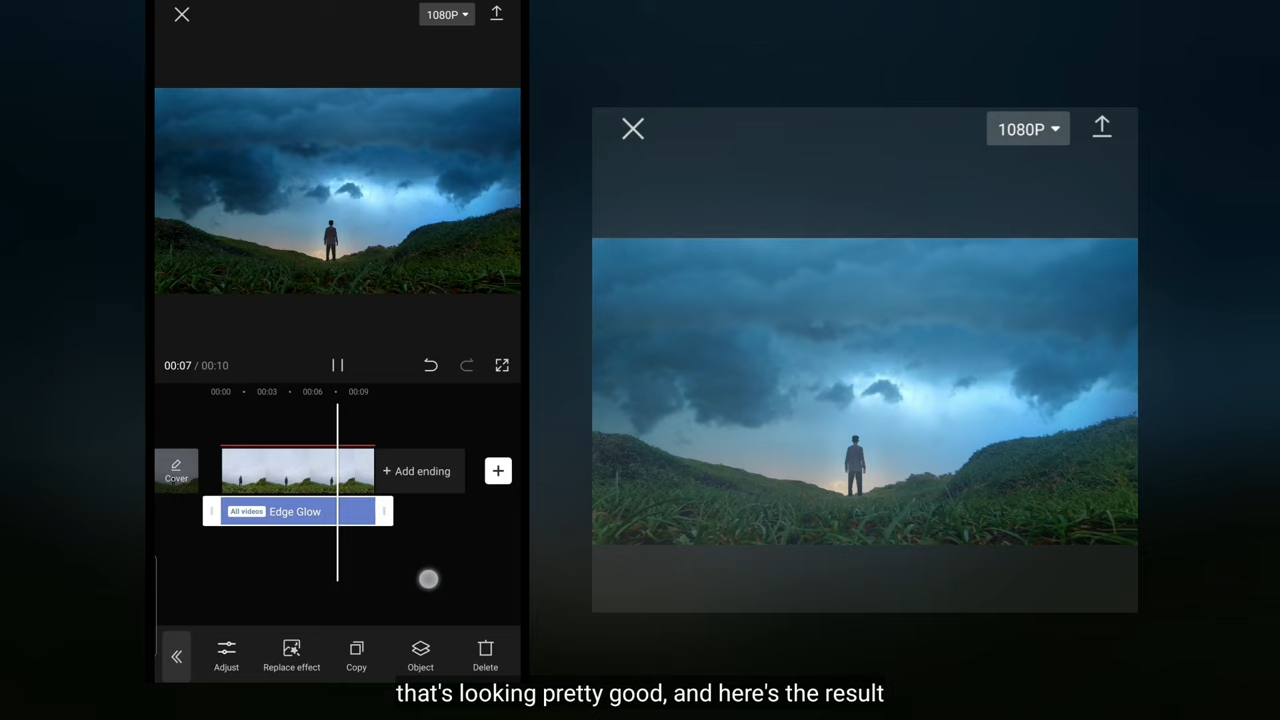 1080P
00:07 / 00:10
00:00 · 00:03 · 00:06 · 00:09
Cover
+ Add ending
+
All videos Edge Glow
« Adjust Replace effect Copy Object Delete
1080P
that's looking pretty good, and here's the result